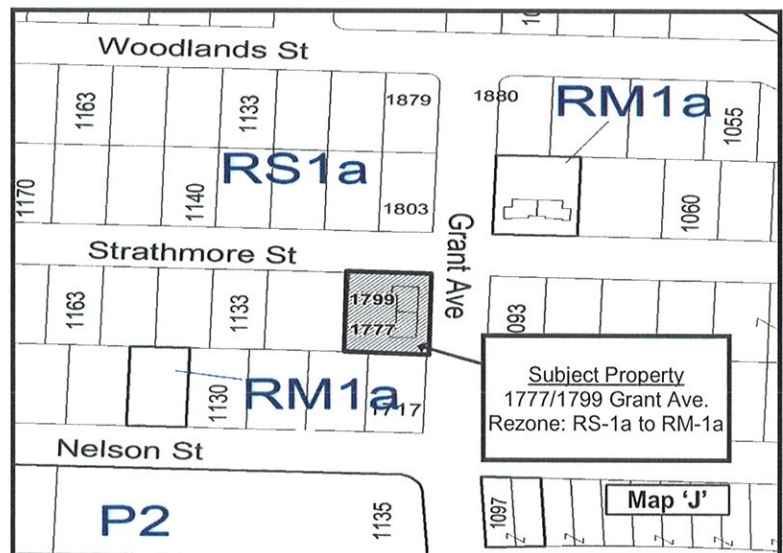 Woodlands St
1163
1133
1879
1880
RM1a
1055
RS1a
1170
1140
1803
1060
Grant Ave
Strathmore St
1163
1133
1799
1777
093
Subject Property
1777/1799 Grant Ave.
Rezone: RS-1a to RM-1a
1130
RM1a
1717
Nelson St
P2
1135
1097
Map 'J'